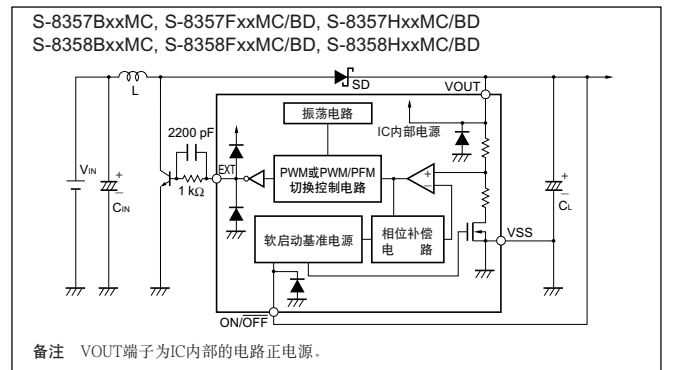 S-8357BxxMC, S-8357FxxMC/BD, S-8357HxxMC/BD
S-8358BxxMC, S-8358FxxMC/BD, S-8358HxxMC/BD
L
SD
VOUT
振荡电路
IC内部电源
2200 pF
VIN
+
CIN
1 kΩ
EXT
PWM或PWM/PFM
切换控制电路
+
−
+
CL
软启动基准电源
相位补偿
电 路
VSS
ON/OFF
备注 VOUT端子为IC内部的电路正电源。